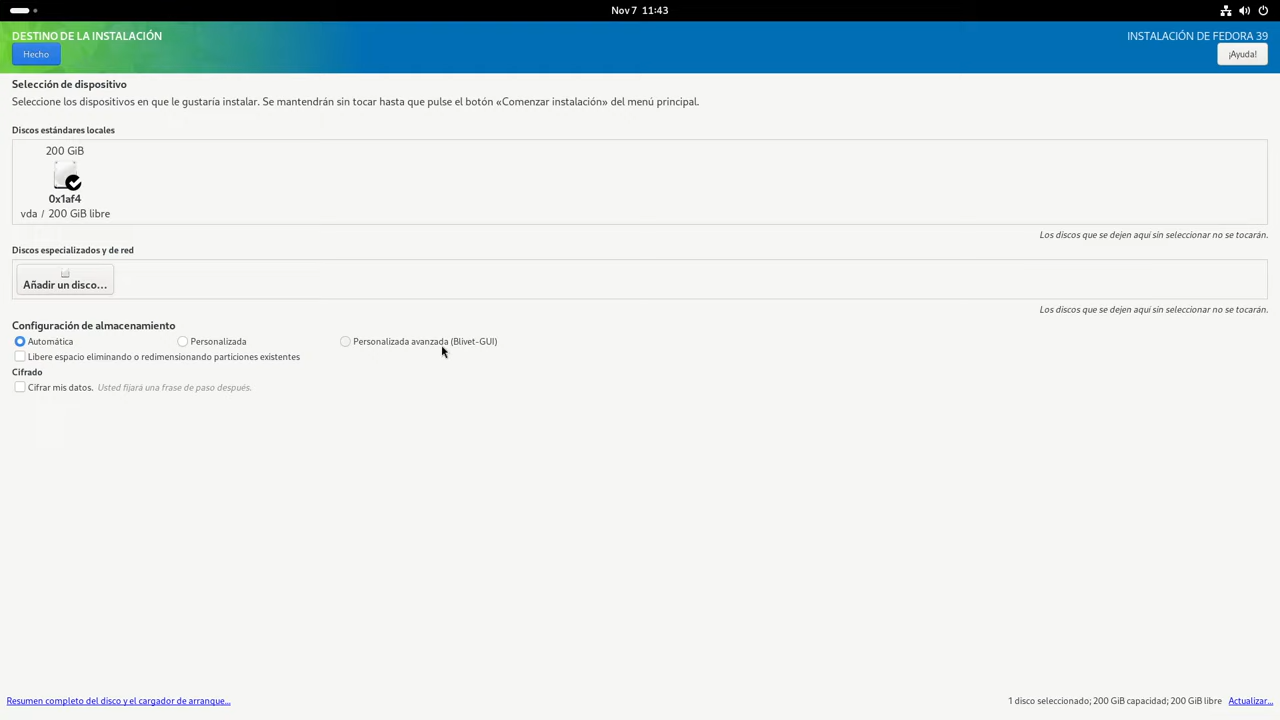 Nov 7 11:43
DESTINO DE LA INSTALACIÓN
INSTALACIÓN DE FEDORA 39
Hecho
¡Ayuda!
Selección de dispositivo
Seleccione los dispositivos en que le gustaría instalar. Se mantendrán sin tocar hasta que pulse el botón «Comenzar instalación» del menú principal.
Discos estándares locales
200 GiB
0x1af4
vda / 200 GiB libre
Los discos que se dejen aquí sin seleccionar no se tocarán.
Discos especializados y de red
Añadir un disco...
Los discos que se dejen aquí sin seleccionar no se tocarán.
Configuración de almacenamiento
Automática Personalizada Personalizada avanzada (Blivet-GUI)
Libere espacio eliminando o redimensionando particiones existentes
Cifrado
Cifrar mis datos. Usted fijará una frase de paso después.
Resumen completo del disco y el cargador de arranque...
1 disco seleccionado; 200 GiB capacidad; 200 GiB libre Actualizar...